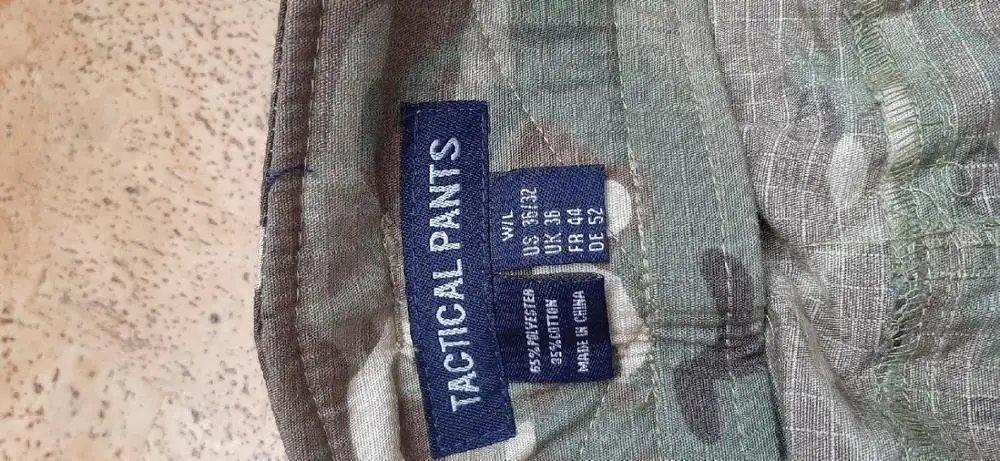 TACTICAL PANTS
65%POLYESTER
35%COTTON
MADE IN CHINA
W/L
US 36/32
UK 36
FR 44
DE 52